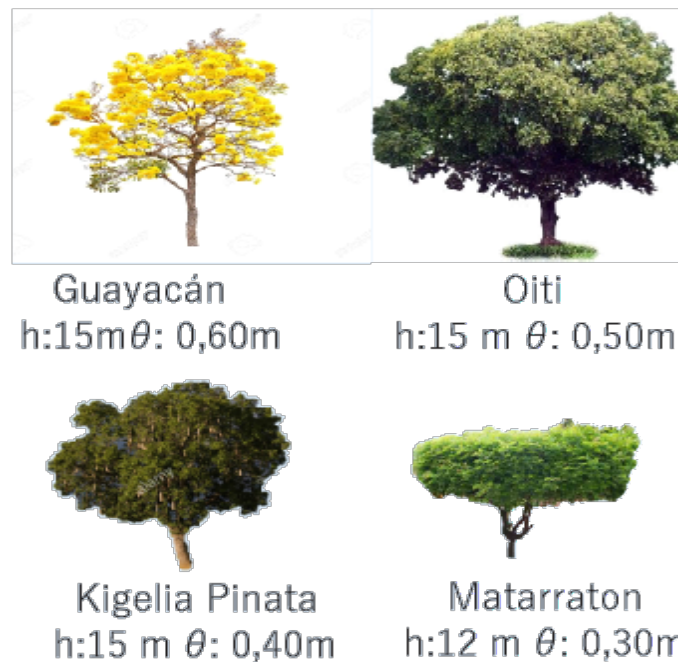 Guayacán
h:15mθ: 0,60m
Oiti
h:15 m θ: 0,50m
Kigelia Pinata
h:15 m θ: 0,40m
Matarraton
h:12 m θ: 0,30m